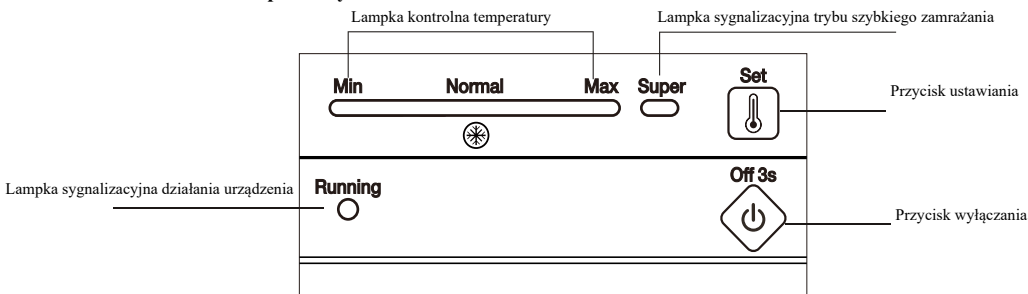 Lampka kontrolna temperatury
Lampka sygnalizacyjna trybu szybkiego zamrażania
Min Normal Max Super Set
Przycisk ustawiania
Lampka sygnalizacyjna działania urządzenia
Running
Off 3s
Przycisk wyłączania